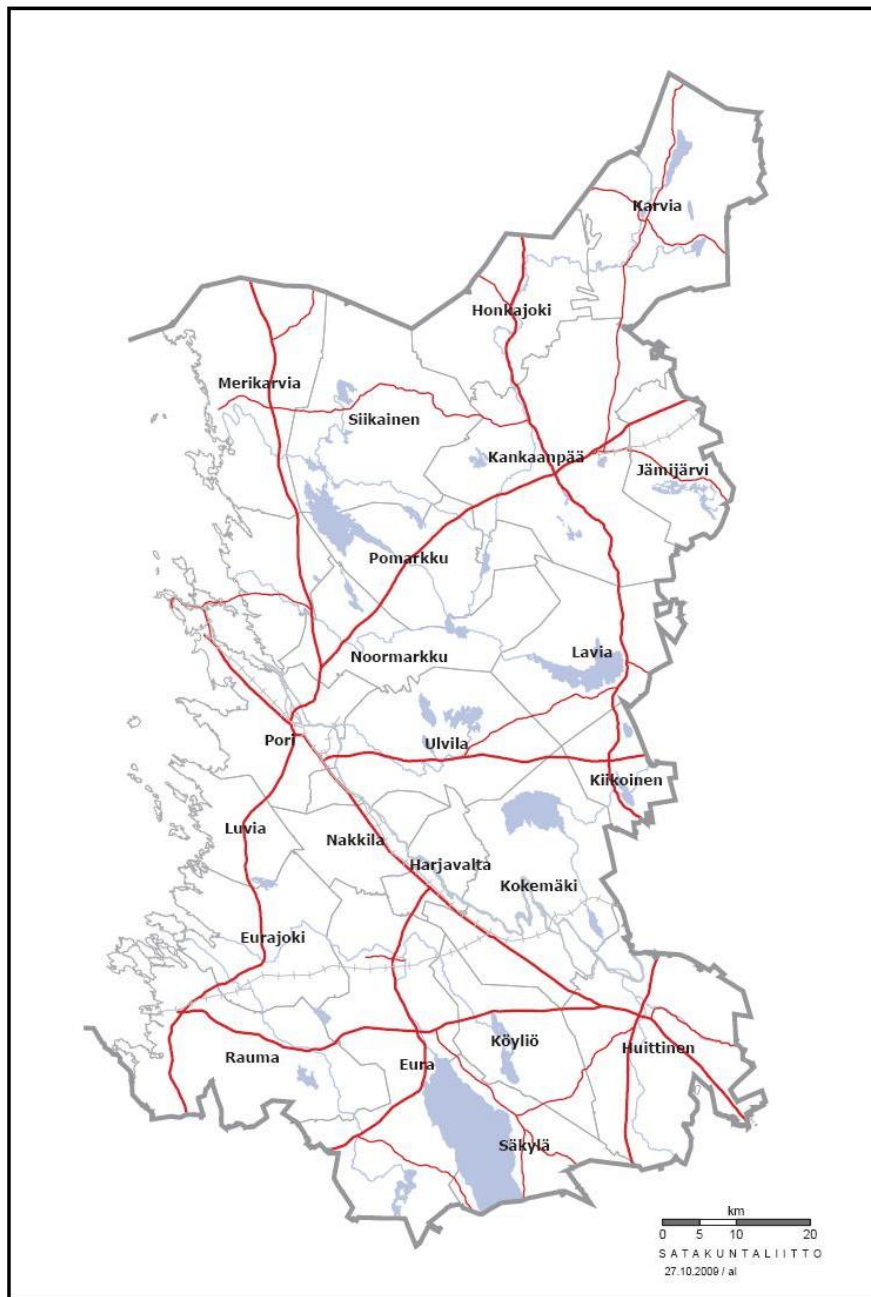 Karvia
Honkajoki
Merikarvia
Siikainen
Kankaanpää
Jämijärvi
Pomarkku
Noormarkku
Lavia
Pori
Ulvila
Kiikoinen
Luvia
Nakkila
Harjavalta
Kokemäki
Eurajoki
Köyliö
Huittinen
Rauma
Eura
Säkylä
km
0 5 10 20
SATAKUNTALIITTO
27.10.2009 / al